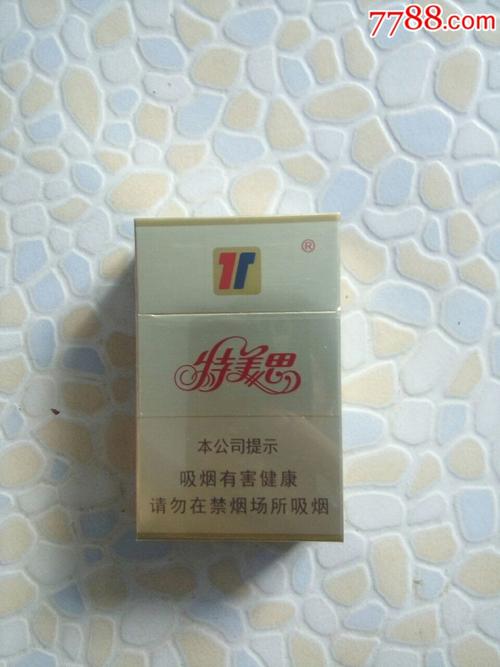 7788.com
®
特美思
本公司提示
吸烟有害健康
请勿在禁烟场所吸烟